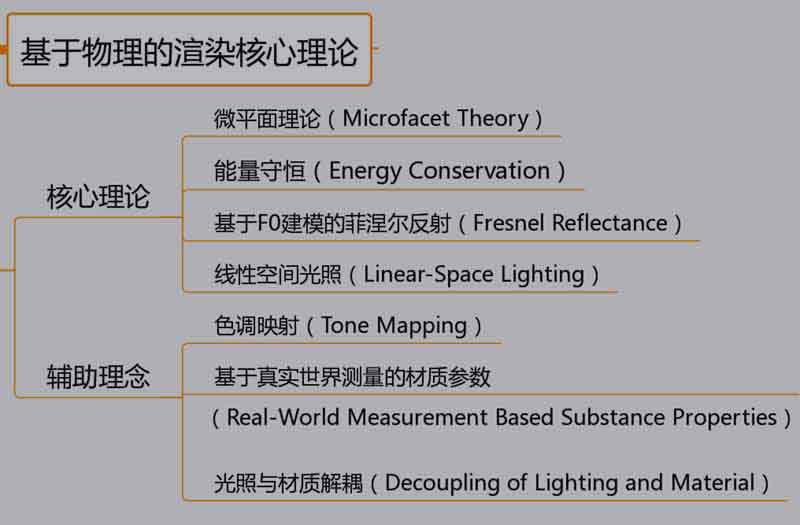 基于物理的渲染核心理论
核心理论
微平面理论（Microfacet Theory）
能量守恒（Energy Conservation）
基于F0建模的菲涅尔反射（Fresnel Reflectance）
线性空间光照（Linear-Space Lighting）
辅助理念
色调映射（Tone Mapping）
基于真实世界测量的材质参数
（Real-World Measurement Based Substance Properties）
光照与材质解耦（Decoupling of Lighting and Material）